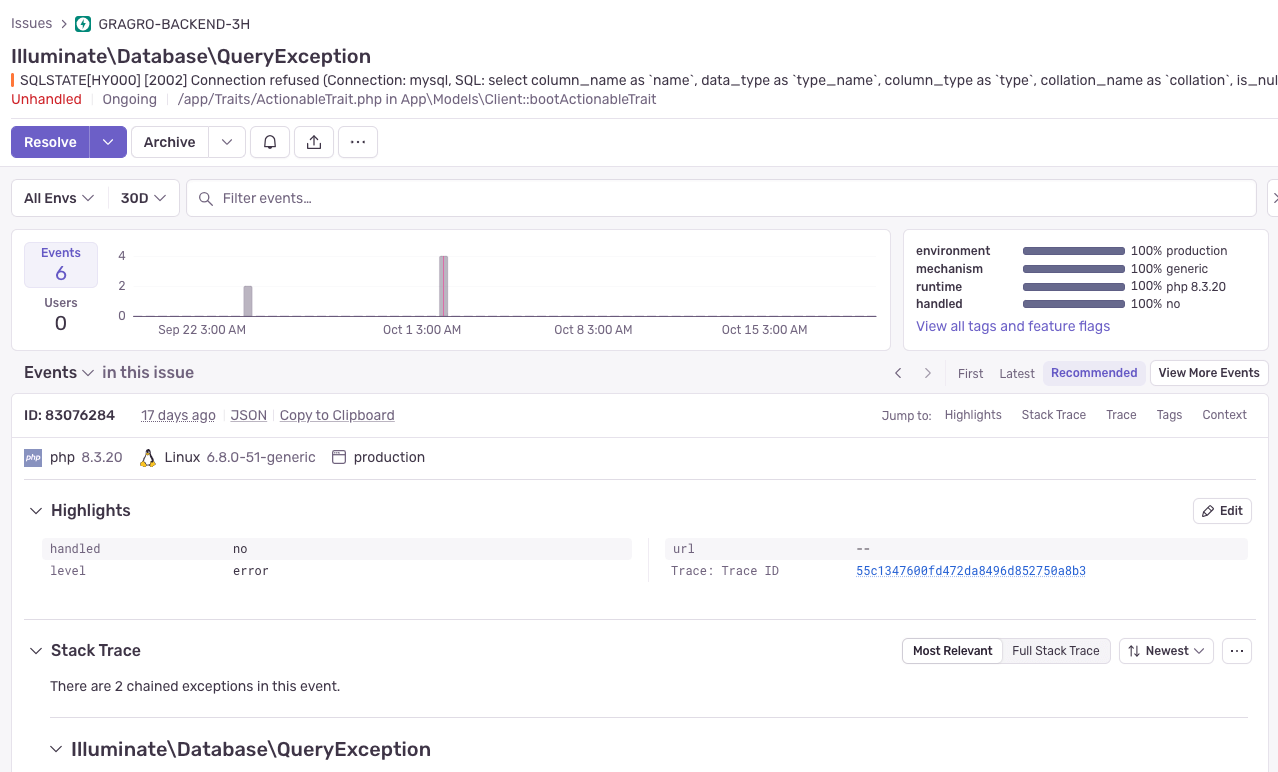 Issues > GRAGRO-BACKEND-3H
Illuminate\Database\QueryException
SQLSTATE[HY000] [2002] Connection refused (Connection: mysql, SQL: select column_name as `name`, data_type as `type_name`, column_type as `type`, collation_name as `collation`, is_nul
Unhandled Ongoing /app/Traits/ActionableTrait.php in App\Models\Client::bootActionableTrait
Resolve Archive
All Envs 30D Filter events…
Events
6
Users
0
4
2
0
Sep 22 3:00 AM Oct 1 3:00 AM Oct 8 3:00 AM Oct 15 3:00 AM
environment 100% production
mechanism 100% generic
runtime 100% php 8.3.20
handled 100% no
View all tags and feature flags
Events in this issue First Latest Recommended View More Events
ID: 83076284 17 days ago JSON Copy to Clipboard Jump to: Highlights Stack Trace Trace Tags Context
php php 8.3.20 Linux 6.8.0-51-generic production
Highlights Edit
handled no
level error
url --
Trace: Trace ID 55c1347600fd472da8496d852750a8b3
Stack Trace Most Relevant Full Stack Trace Newest
There are 2 chained exceptions in this event.
Illuminate\Database\QueryException